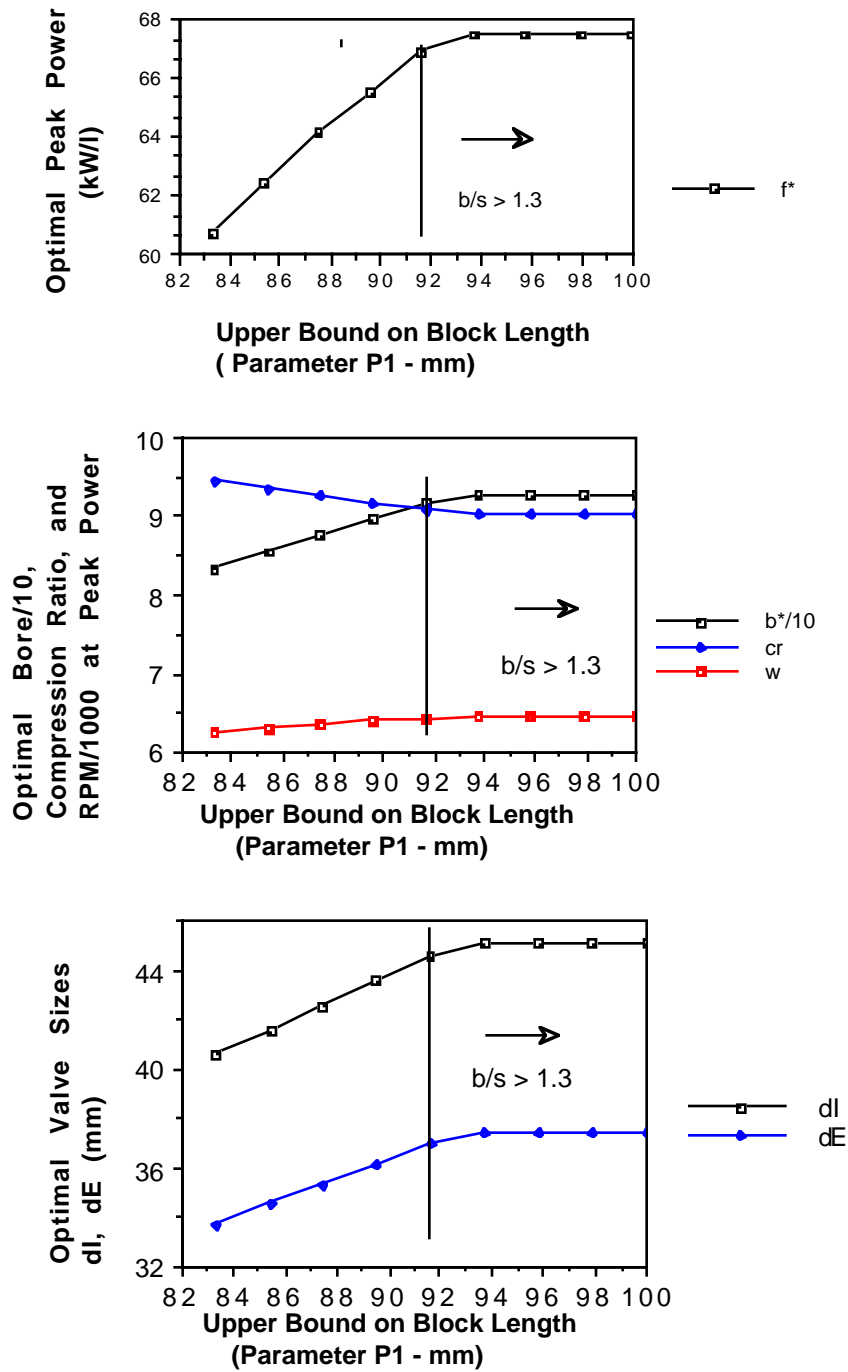 Optimal Peak Power
(kW/l)
68
66
64
62
60
b/s > 1.3
f*
82 84 86 88 90 92 94 96 98 100
Upper Bound on Block Length
( Parameter P1 - mm)
Optimal Bore/10,
Compression Ratio, and
RPM/1000 at Peak Power
10
9
8
7
6
b/s > 1.3
b*/10
cr
w
82 84 86 88 90 92 94 96 98 100
Upper Bound on Block Length
(Parameter P1 - mm)
Optimal Valve Sizes
dI, dE (mm)
44
40
36
32
b/s > 1.3
dI
dE
82 84 86 88 90 92 94 96 98 100
Upper Bound on Block Length
(Parameter P1 - mm)